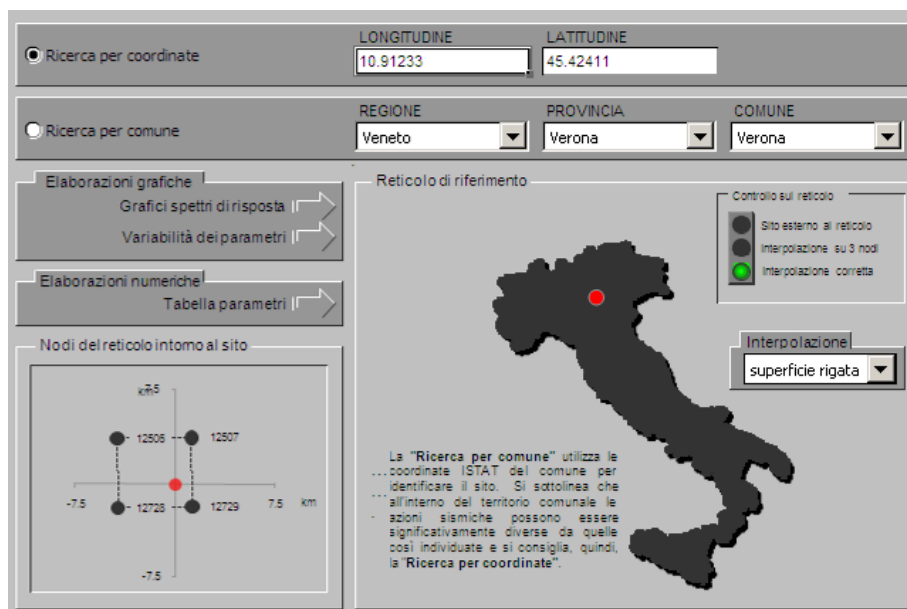 LONGITUDINE LATITUDINE
Ricerca per coordinate 10.91233 45.42411
REGIONE PROVINCIA COMUNE
Ricerca per comune Veneto Verona Verona
Elaborazioni grafiche
Grafici spettri di risposta
Variabilità dei parametri
Elaborazioni numeriche
Tabella parametri
Nodi del reticolo intorno al sito
7.5
km
12506 12507
-7.5 7.5 km
12728 12729
-7.5
Reticolo di riferimento
Controllo sul reticolo
Sito esterno al reticolo
Interpolazione su 3 nodi
Interpolazione corretta
Interpolazione
superficie rigata
La "Ricerca per comune" utilizza le
coordinate ISTAT del comune per
identificare il sito. Si sottolinea che
all'interno del territorio comunale le
azioni sismiche possono essere
significativamente diverse da quelle
così individuate e si consiglia, quindi,
la "Ricerca per coordinate".